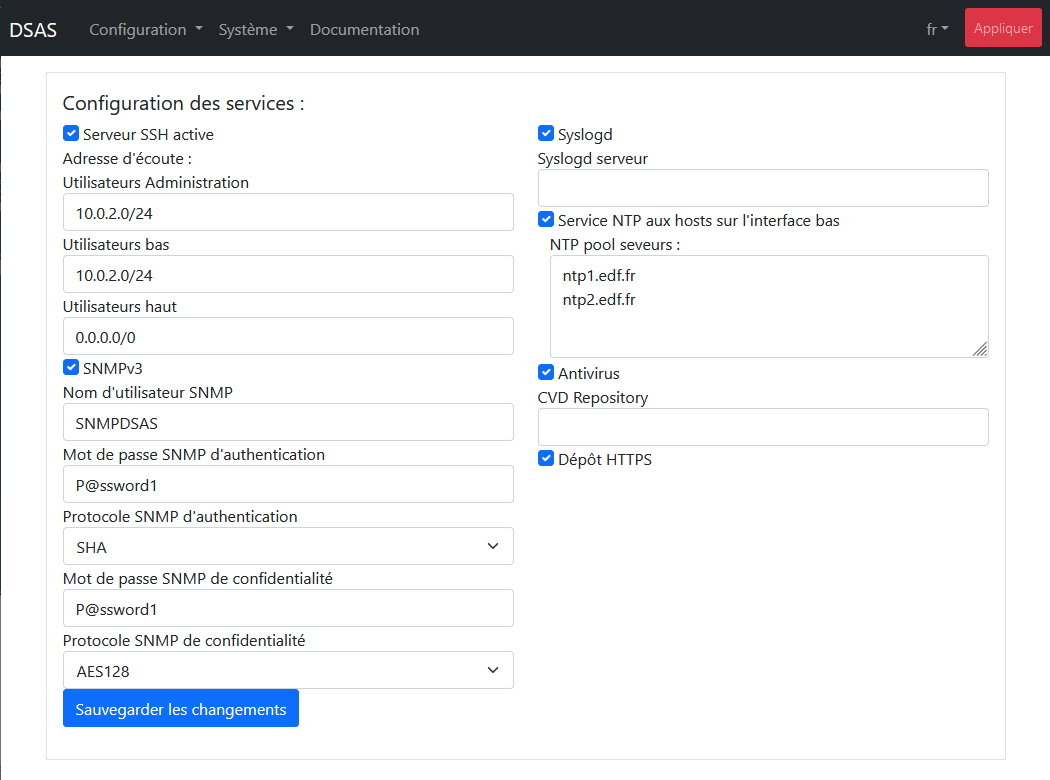 DSAS Configuration Système Documentation fr Appliquer
Configuration des services :
Serveur SSH active
Adresse d'écoute :
Utilisateurs Administration
10.0.2.0/24
Utilisateurs bas
10.0.2.0/24
Utilisateurs haut
0.0.0.0/0
SNMPv3
Nom d'utilisateur SNMP
SNMPDSAS
Mot de passe SNMP d'authentication
P@ssword1
Protocole SNMP d'authentication
SHA
Mot de passe SNMP de confidentialité
P@ssword1
Protocole SNMP de confidentialité
AES128
Sauvegarder les changements
Syslogd
Syslogd serveur
Service NTP aux hosts sur l'interface bas
NTP pool seveurs :
ntp1.edf.fr
ntp2.edf.fr
Antivirus
CVD Repository
Dépôt HTTPS